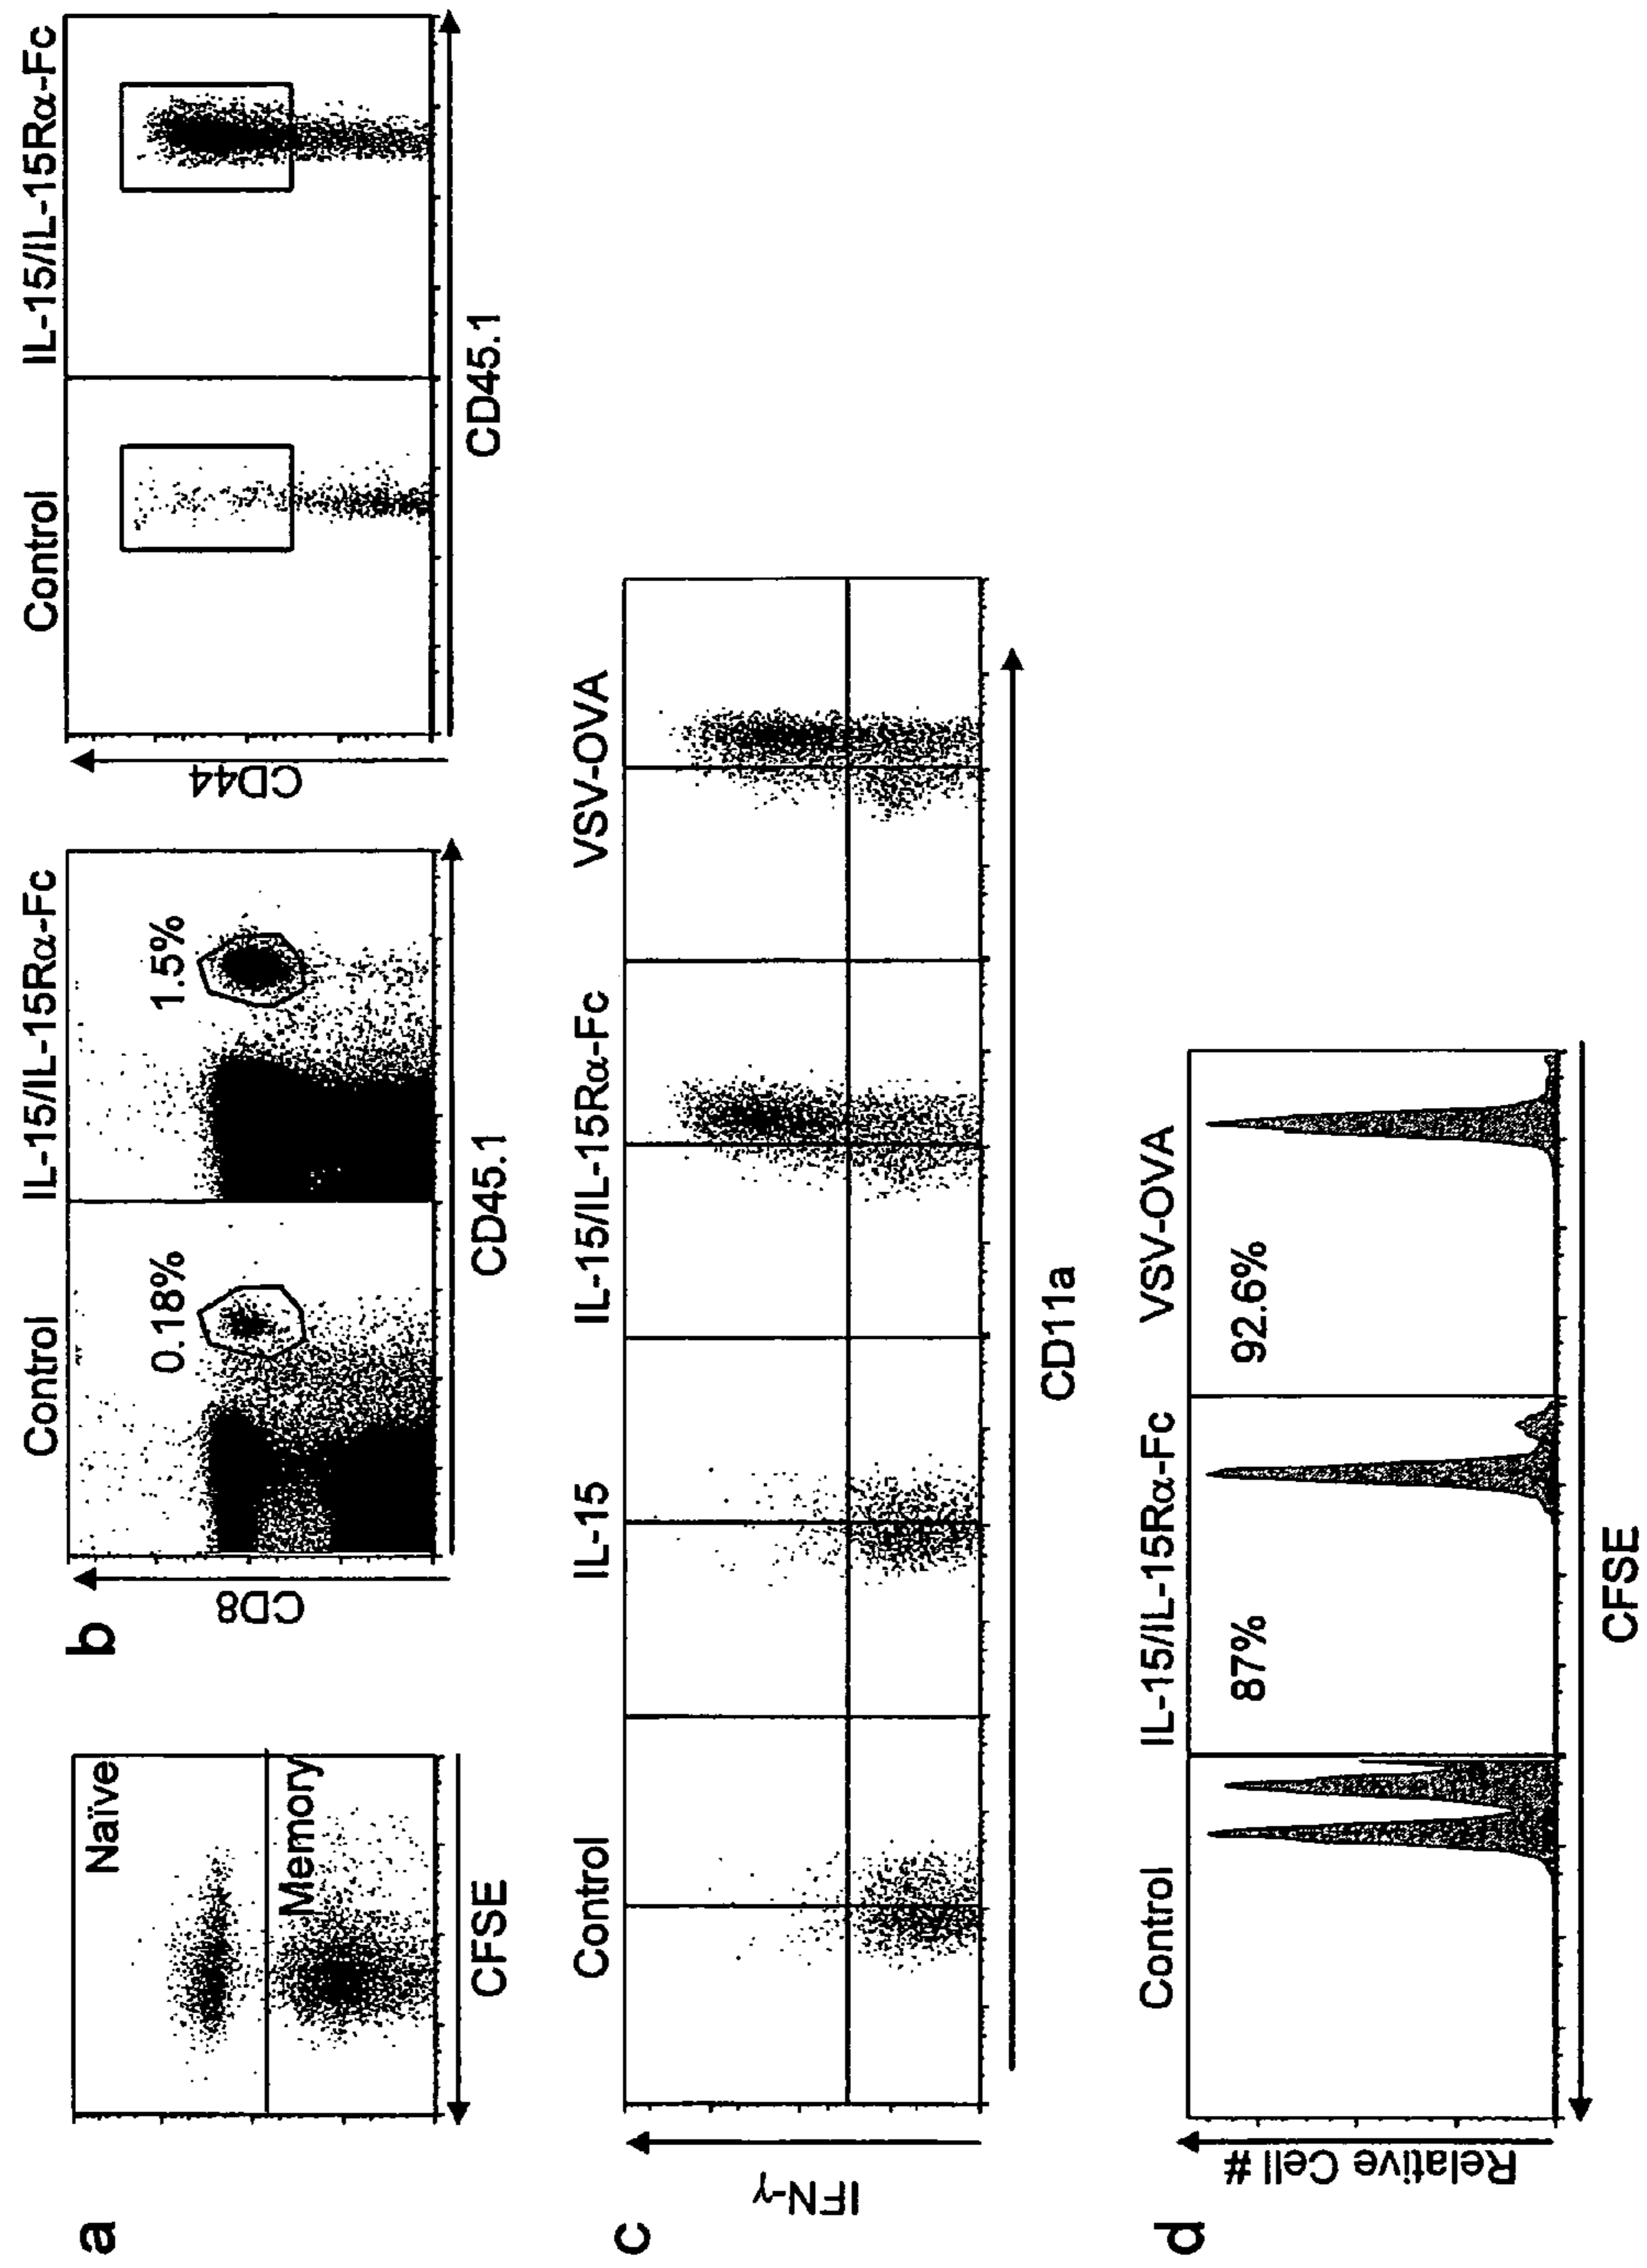 a
Naïve
Memory
CFSE
b
Control
IL-15/IL-15Rα-Fc
CD8
0.18%
1.5%
CD45.1
Control
IL-15/IL-15Rα-Fc
CD44
CD45.1
c
Control
IL-15
IL-15/IL-15Rα-Fc
VSV-OVA
IFN-γ
CD11a
d
Control
IL-15/IL-15Rα-Fc
VSV-OVA
Relative Cell #
87%
92.6%
CFSE